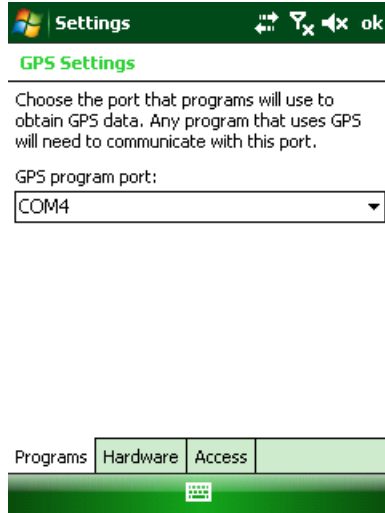 Settings
ok
GPS Settings
Choose the port that programs will use to
obtain GPS data. Any program that uses GPS
will need to communicate with this port.
GPS program port:
COM4
Programs Hardware Access